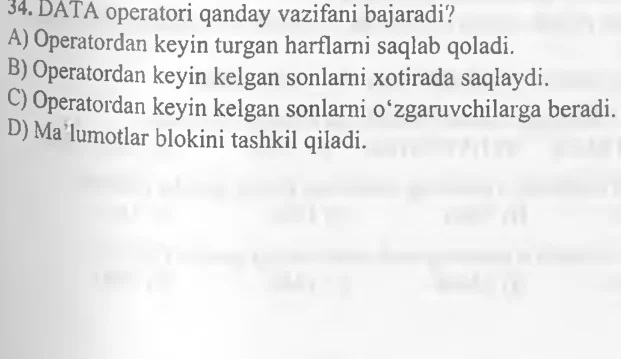 34. DATA operatori qanday vazifani bajaradi?
A) Operatordan keyin turgan harflarni saqlab qoladi.
B) Operatordan keyin kelgan sonlarni xotirada saqlaydi.
C) Operatordan keyin kelgan sonlarni o‘zgaruvchilarga beradi.
D) Ma’lumotlar blokini tashkil qiladi.